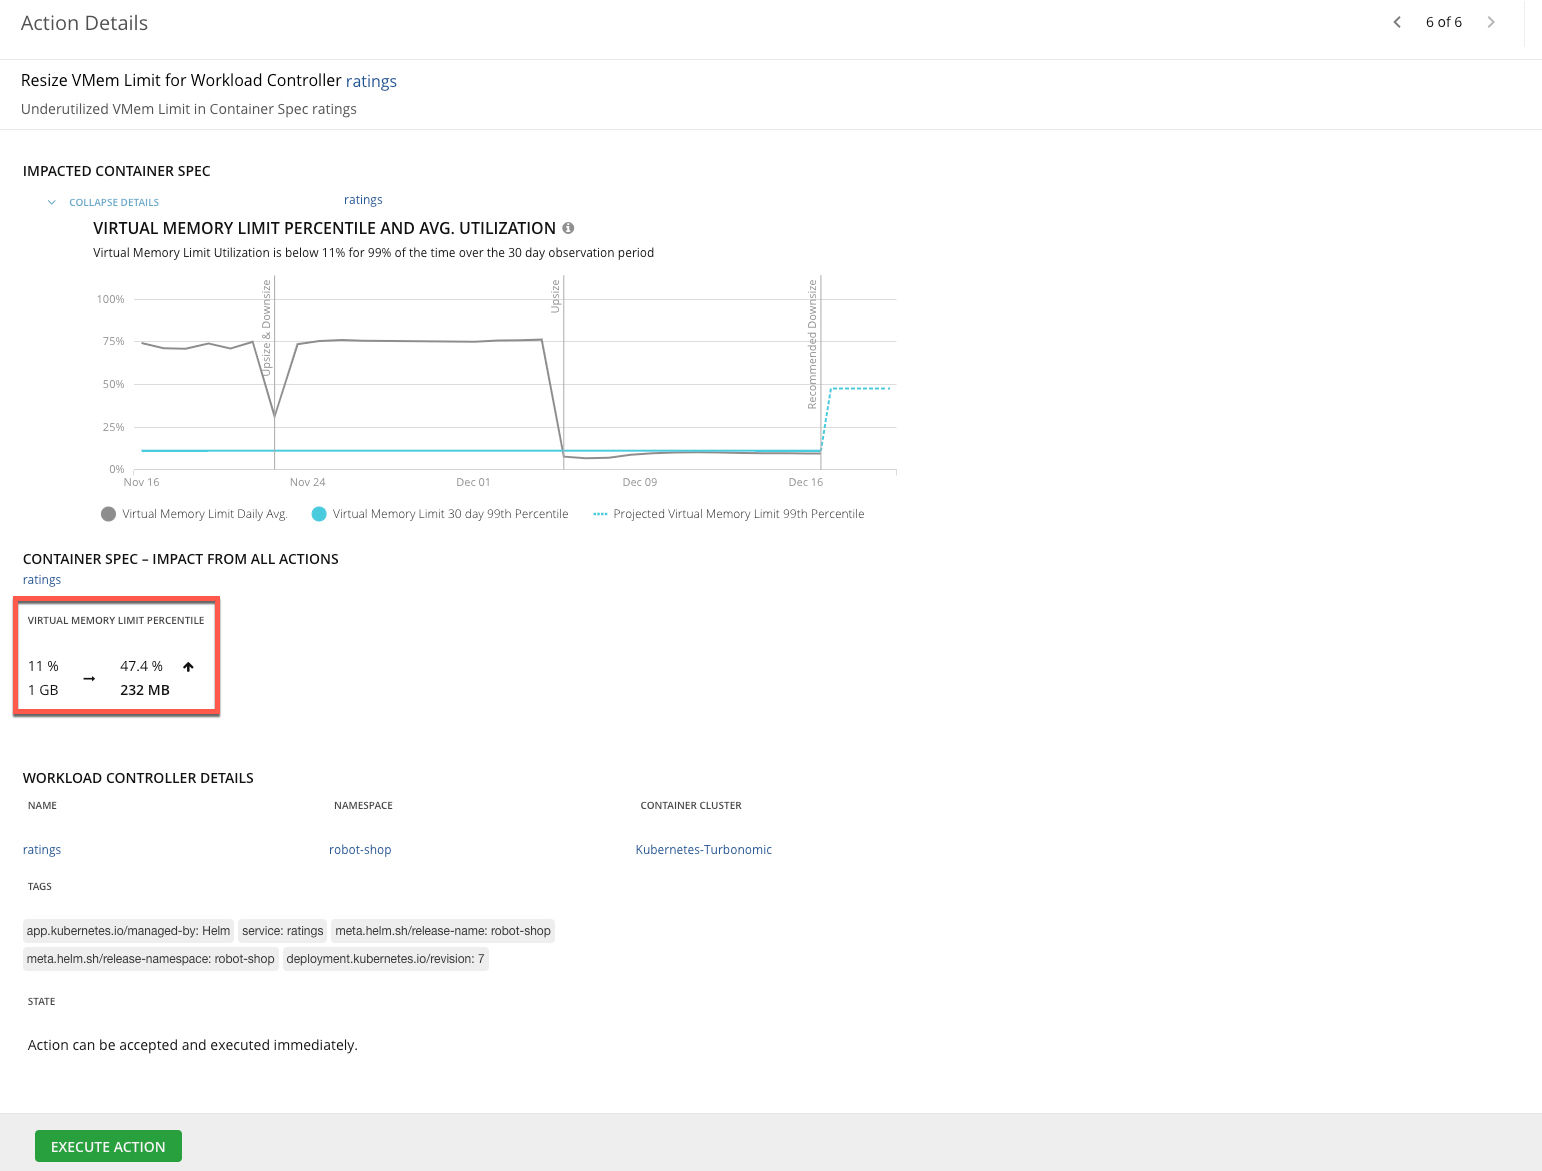 Action Details
6 of 6
Resize VMem Limit for Workload Controller ratings
Underutilized VMem Limit in Container Spec ratings
IMPACTED CONTAINER SPEC
COLLAPSE DETAILS
ratings
VIRTUAL MEMORY LIMIT PERCENTILE AND AVG. UTILIZATION
Virtual Memory Limit Utilization is below 11% for 99% of the time over the 30 day observation period
100%
75%
50%
25%
0%
Upsize & Downsize
Upsize
Recommended Downsize
Nov 16
Nov 24
Dec 01
Dec 09
Dec 16
Virtual Memory Limit Daily Avg.
Virtual Memory Limit 30 day 99th Percentile
Projected Virtual Memory Limit 99th Percentile
CONTAINER SPEC – IMPACT FROM ALL ACTIONS
ratings
VIRTUAL MEMORY LIMIT PERCENTILE
11 % 47.4 %
1 GB 232 MB
WORKLOAD CONTROLLER DETAILS
NAME NAMESPACE CONTAINER CLUSTER
ratings robot-shop Kubernetes-Turbonomic
TAGS
app.kubernetes.io/managed-by: Helm service: ratings meta.helm.sh/release-name: robot-shop
meta.helm.sh/release-namespace: robot-shop deployment.kubernetes.io/revision: 7
STATE
Action can be accepted and executed immediately.
EXECUTE ACTION